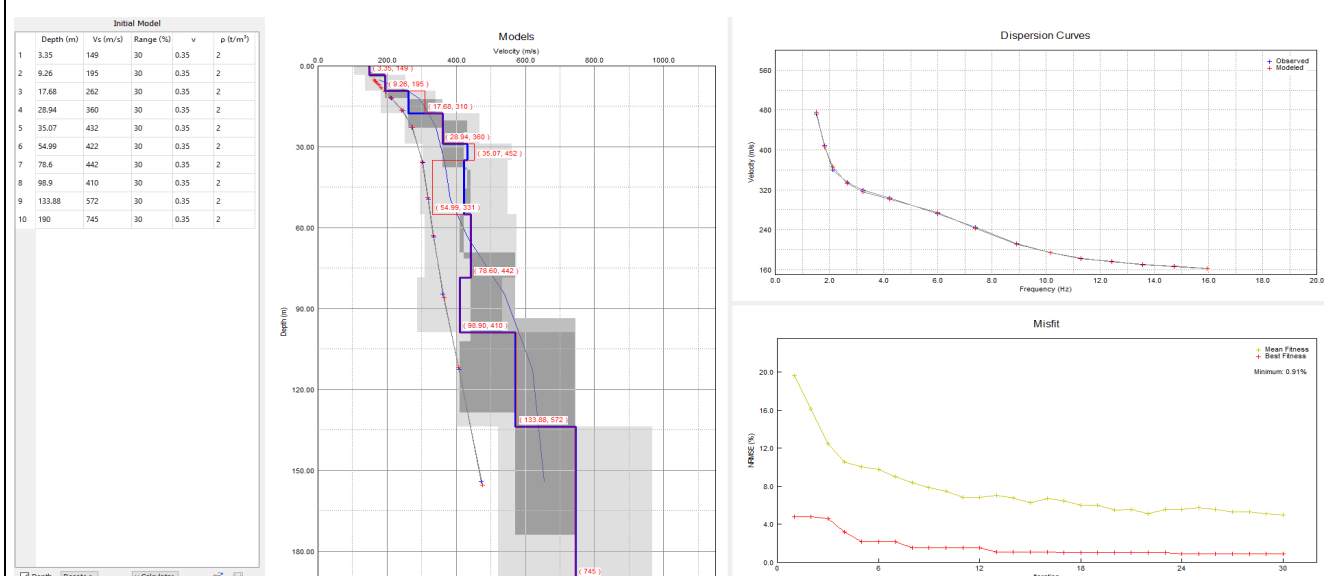 Initial Model
Depth (m) Vs (m/s) Range (%) ν ρ (t/m³)
1 3.35 149 30 0.35 2
2 9.26 195 30 0.35 2
3 17.68 262 30 0.35 2
4 28.94 360 30 0.35 2
5 35.07 432 30 0.35 2
6 54.99 422 30 0.35 2
7 78.6 442 30 0.35 2
8 98.9 410 30 0.35 2
9 133.88 572 30 0.35 2
10 190 745 30 0.35 2
Models
Velocity (m/s)
0.0 200.0 400.0 600.0 800.0 1000.0
0.00
30.00
60.00
90.00
120.00
150.00
180.00
Depth (m)
( 3.35, 149 )
( 9.26, 195 )
( 17.68, 310 )
( 28.94, 360 )
( 35.07, 452 )
( 54.99, 331 )
( 78.60, 442 )
( 98.90, 410 )
( 133.88, 572 )
( 745 )
Dispersion Curves
Observed
Modeled
560
480
400
320
240
160
Velocity (m/s)
0.0 2.0 4.0 6.0 8.0 10.0 12.0 14.0 16.0 18.0 20.0
Frequency (Hz)
Misfit
Mean Fitness
Best Fitness
Minimum: 0.91%
20.0
16.0
12.0
8.0
4.0
0.0
NRMSE (%)
6 12 18 24 30